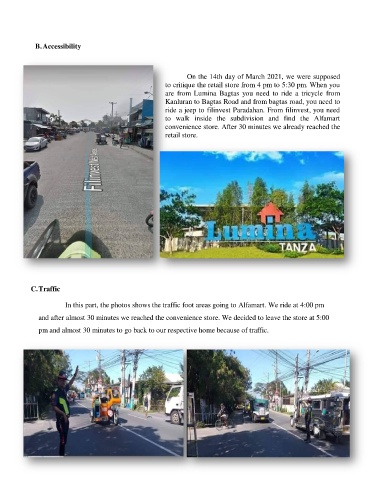 B. Accessibility
On the 14th day of March 2021, we were supposed
to critique the retail store from 4 pm to 5:30 pm. When you
are from Lumina Bagtas you need to ride a tricycle from
Kanluran to Bagtas Road and from bagtas road, you need to
ride a jeep to filinvest Paradahan. From filinvest, you need
to walk inside the subdivision and find the Alfamart
convenience store. After 30 minutes we already reached the
retail store.
Filinvest
Lumina
TANZA
C. Traffic
In this part, the photos shows the traffic foot areas going to Alfamart. We ride at 4:00 pm
and after almost 30 minutes we reached the convenience store. We decided to leave the store at 5:00
pm and almost 30 minutes to go back to our respective home because of traffic.